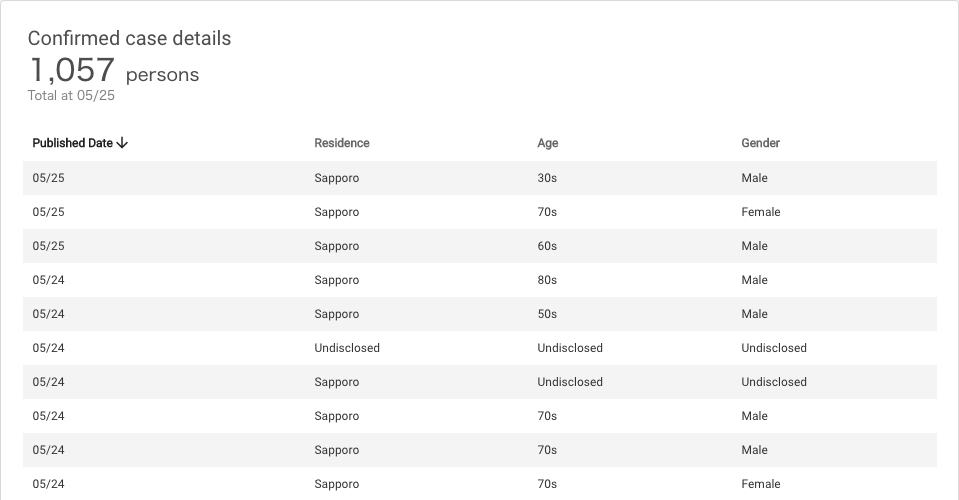 Confirmed case details
1,057 persons
Total at 05/25
Published Date ↓ Residence Age Gender
05/25 Sapporo 30s Male
05/25 Sapporo 70s Female
05/25 Sapporo 60s Male
05/24 Sapporo 80s Male
05/24 Sapporo 50s Male
05/24 Undisclosed Undisclosed Undisclosed
05/24 Sapporo Undisclosed Undisclosed
05/24 Sapporo 70s Male
05/24 Sapporo 70s Male
05/24 Sapporo 70s Female